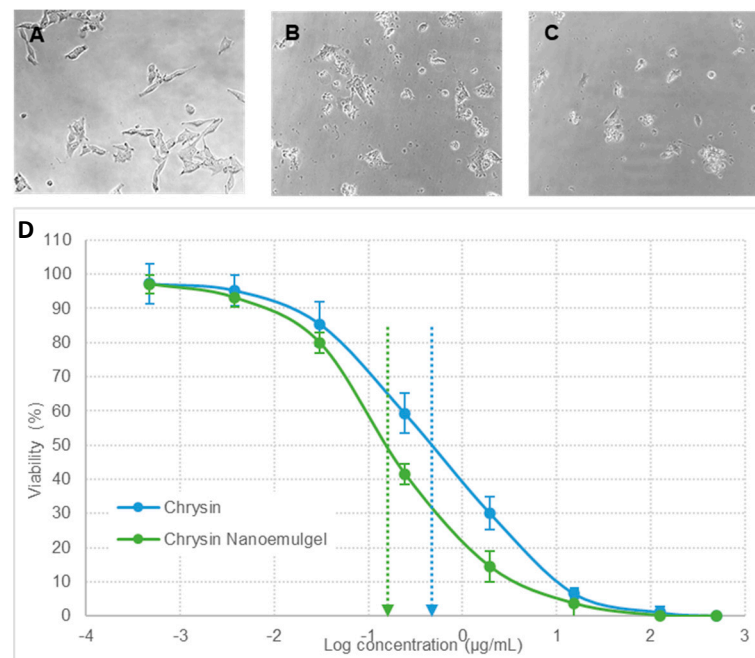 A
B
C
D
110
100
90
80
70
60
50
40
30
20
10
0
Viability (%)
Chrysin
Chrysin Nanoemulgel
-4 -3 -2 -1 0 1 2 3
Log concentration (µg/mL)